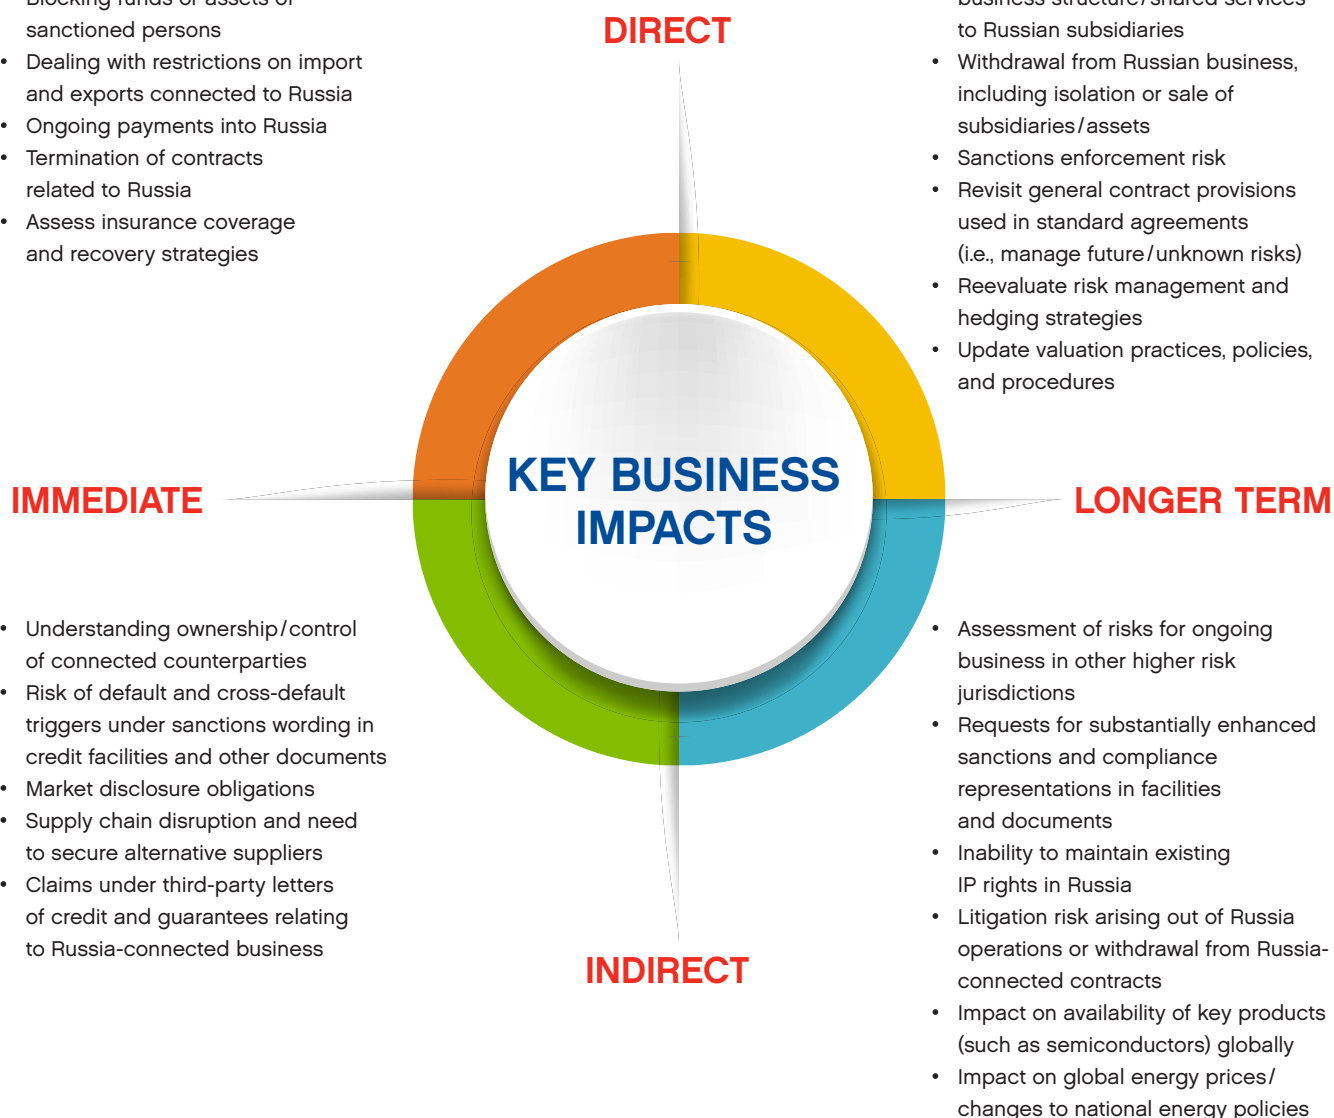 Blocking funds or assets of
sanctioned persons
• Dealing with restrictions on import
and exports connected to Russia
• Ongoing payments into Russia
• Termination of contracts
related to Russia
• Assess insurance coverage
and recovery strategies
DIRECT
business structure/shared services
to Russian subsidiaries
• Withdrawal from Russian business,
including isolation or sale of
subsidiaries/assets
• Sanctions enforcement risk
• Revisit general contract provisions
used in standard agreements
(i.e., manage future/unknown risks)
• Reevaluate risk management and
hedging strategies
• Update valuation practices, policies,
and procedures
IMMEDIATE
KEY BUSINESS
IMPACTS
LONGER TERM
• Understanding ownership/control
of connected counterparties
• Risk of default and cross-default
triggers under sanctions wording in
credit facilities and other documents
• Market disclosure obligations
• Supply chain disruption and need
to secure alternative suppliers
• Claims under third-party letters
of credit and guarantees relating
to Russia-connected business
INDIRECT
• Assessment of risks for ongoing
business in other higher risk
jurisdictions
• Requests for substantially enhanced
sanctions and compliance
representations in facilities
and documents
• Inability to maintain existing
IP rights in Russia
• Litigation risk arising out of Russia
operations or withdrawal from Russia-
connected contracts
• Impact on availability of key products
(such as semiconductors) globally
• Impact on global energy prices/
changes to national energy policies